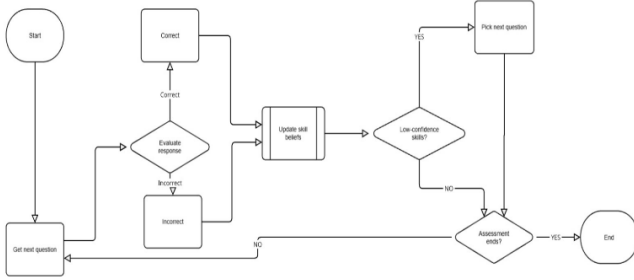 Start
Correct
Pick next question
YES
Correct
Evaluate
response
Update skill
beliefs
Low-confidence
skills?
Incorrect
NO
Incorrect
Get next question
NO
Assessment
ends?
YES
End